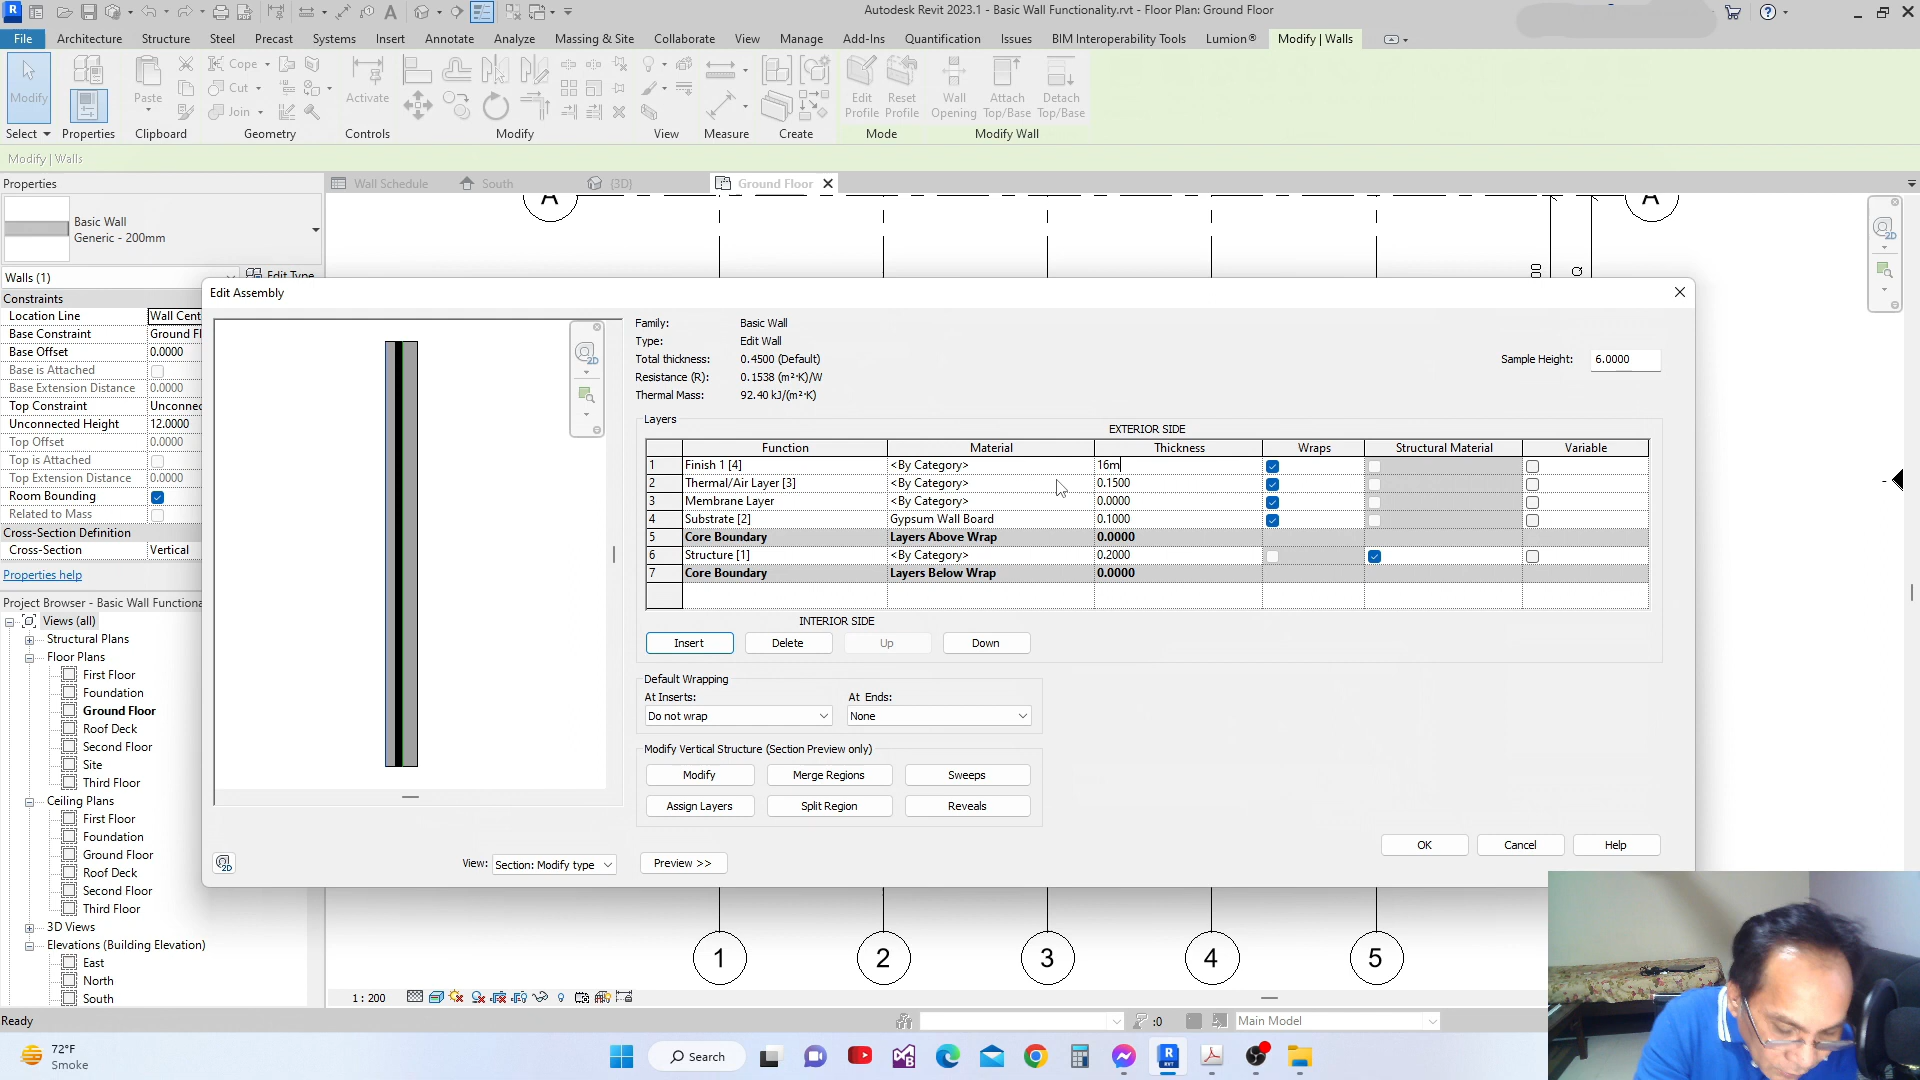 Autodesk Revit 2023.1 - Basic Wall Functionality.rvt - Floor Plan: Ground Floor
File Architecture Structure Steel Precast Systems Insert Annotate Analyze Massing & Site Collaborate View Manage Add-Ins Quantification Issues BIM Interoperability Tools Lumion® Modify | Walls
Modify Properties Paste Cope Cut Join Activate Edit Profile Reset Profile Wall Opening Attach Top/Base Detach Top/Base
Select Properties Clipboard Geometry Controls Modify View Measure Create Mode Modify Wall
Modify | Walls
Properties
Wall Schedule South {3D} Ground Floor
Basic Wall
Generic - 200mm
A A
Walls (1) Edit Type
Constraints
Location Line Wall Cent
Base Constraint Ground Fl
Base Offset 0.0000
Base is Attached
Base Extension Distance 0.0000
Top Constraint Unconnec
Unconnected Height 12.0000
Top Offset 0.0000
Top is Attached
Top Extension Distance 0.0000
Room Bounding
Related to Mass
Cross-Section Definition
Cross-Section Vertical
Properties help
Project Browser - Basic Wall Functiona
Views (all)
Structural Plans
Floor Plans
First Floor
Foundation
Ground Floor
Roof Deck
Second Floor
Site
Third Floor
Ceiling Plans
First Floor
Foundation
Ground Floor
Roof Deck
Second Floor
Third Floor
3D Views
Elevations (Building Elevation)
East
North
South
Edit Assembly
Family: Basic Wall
Type: Edit Wall
Total thickness: 0.4500 (Default)
Resistance (R): 0.1538 (m²·K)/W
Thermal Mass: 92.40 kJ/(m²·K)
Sample Height: 6.0000
Layers
EXTERIOR SIDE
Function Material Thickness Wraps Structural Material Variable
1 Finish 1 [4] <By Category> 16m
2 Thermal/Air Layer [3] <By Category> 0.1500
3 Membrane Layer <By Category> 0.0000
4 Substrate [2] Gypsum Wall Board 0.1000
5 Core Boundary Layers Above Wrap 0.0000
6 Structure [1] <By Category> 0.2000
7 Core Boundary Layers Below Wrap 0.0000
INTERIOR SIDE
Insert Delete Up Down
Default Wrapping
At Inserts: At Ends:
Do not wrap None
Modify Vertical Structure (Section Preview only)
Modify Merge Regions Sweeps
Assign Layers Split Region Reveals
OK Cancel Help
View: Section: Modify type Preview >>
1 2 3 4 5
1 : 200
Ready :0 Main Model
72°F
Smoke
Search